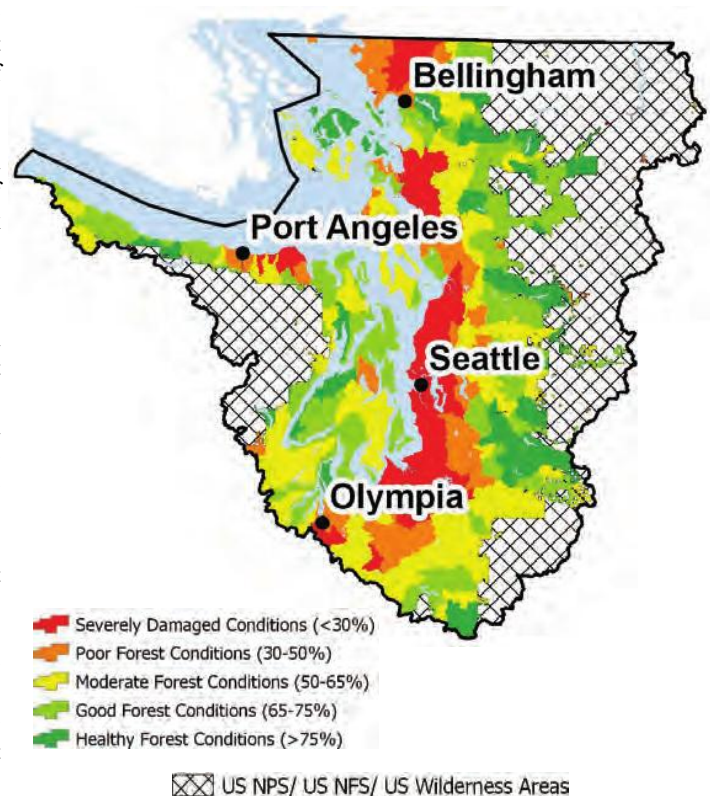 Bellingham
Port Angeles
Seattle
Olympia
Severely Damaged Conditions (<30%)
Poor Forest Conditions (30-50%)
Moderate Forest Conditions (50-65%)
Good Forest Conditions (65-75%)
Healthy Forest Conditions (>75%)
US NPS/ US NFS/ US Wilderness Areas